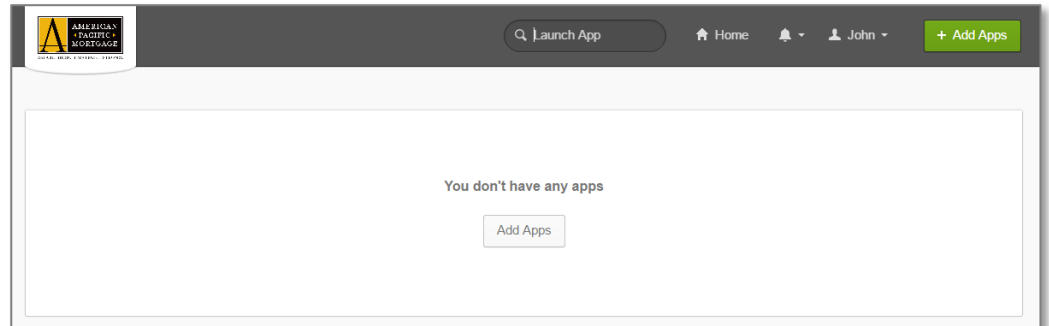 AMERICAN
PACIFIC
MORTGAGE
Launch App
Home
John
+ Add Apps
You don't have any apps
Add Apps